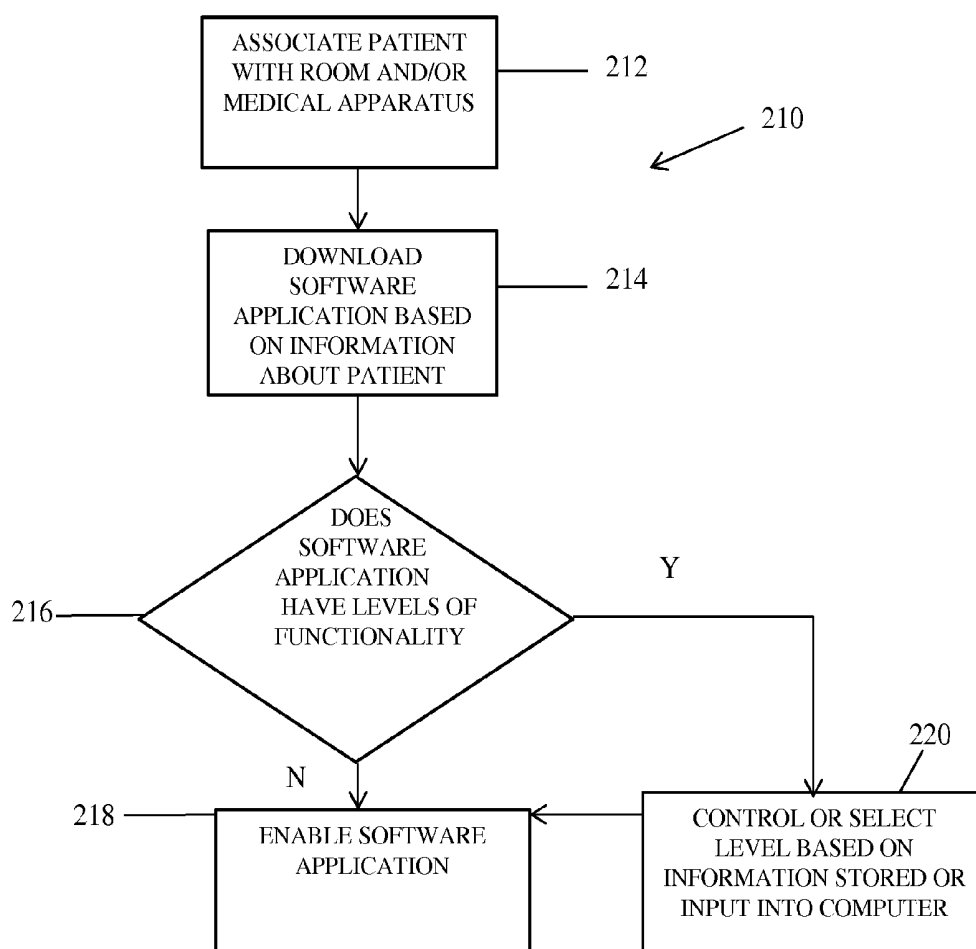 ASSOCIATE PATIENT
WITH ROOM AND/OR
MEDICAL APPARATUS
212
210
DOWNLOAD
SOFTWARE
APPLICATION BASED
ON INFORMATION
ABOUT PATIENT
214
DOES
SOFTWARE
APPLICATION
HAVE LEVELS OF
FUNCTIONALITY
216
Y
N
220
218
ENABLE SOFTWARE
APPLICATION
CONTROL OR SELECT
LEVEL BASED ON
INFORMATION STORED OR
INPUT INTO COMPUTER